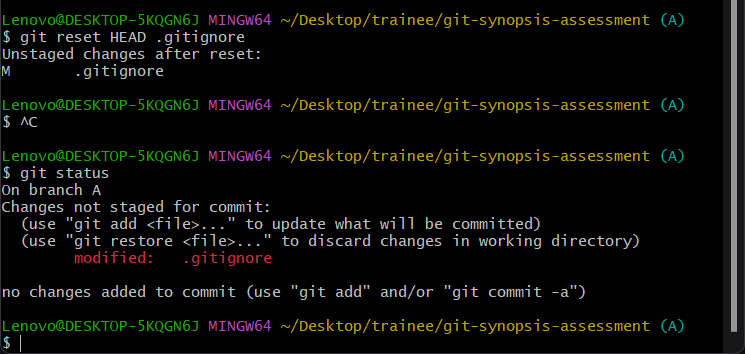 Lenovo@DESKTOP-5KQGN6J MINGW64 ~/Desktop/trainee/git-synopsis-assessment (A)
$ git reset HEAD .gitignore
Unstaged changes after reset:
M       .gitignore
Lenovo@DESKTOP-5KQGN6J MINGW64 ~/Desktop/trainee/git-synopsis-assessment (A)
$ ^C
Lenovo@DESKTOP-5KQGN6J MINGW64 ~/Desktop/trainee/git-synopsis-assessment (A)
$ git status
On branch A
Changes not staged for commit:
  (use "git add <file>..." to update what will be committed)
  (use "git restore <file>..." to discard changes in working directory)
        modified:   .gitignore
no changes added to commit (use "git add" and/or "git commit -a")
Lenovo@DESKTOP-5KQGN6J MINGW64 ~/Desktop/trainee/git-synopsis-assessment (A)
$